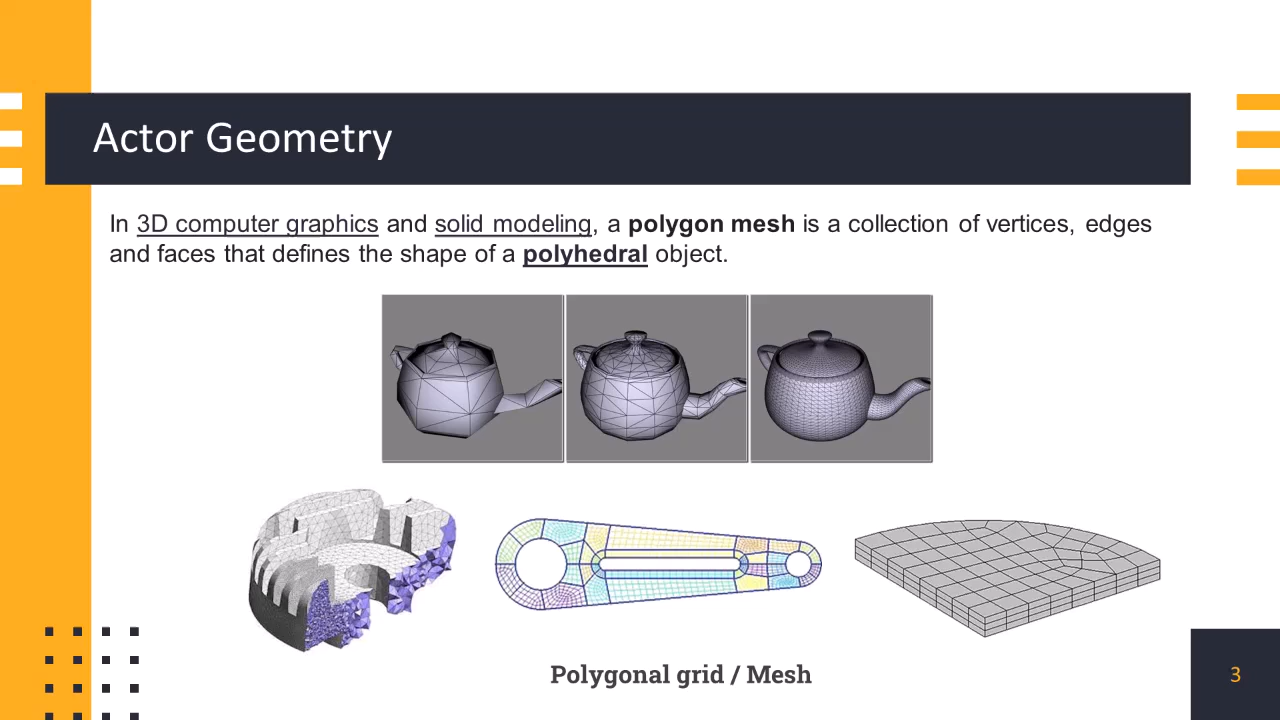 Actor Geometry
In 3D computer graphics and solid modeling, a polygon mesh is a collection of vertices, edges
and faces that defines the shape of a polyhedral object.
Polygonal grid / Mesh
3